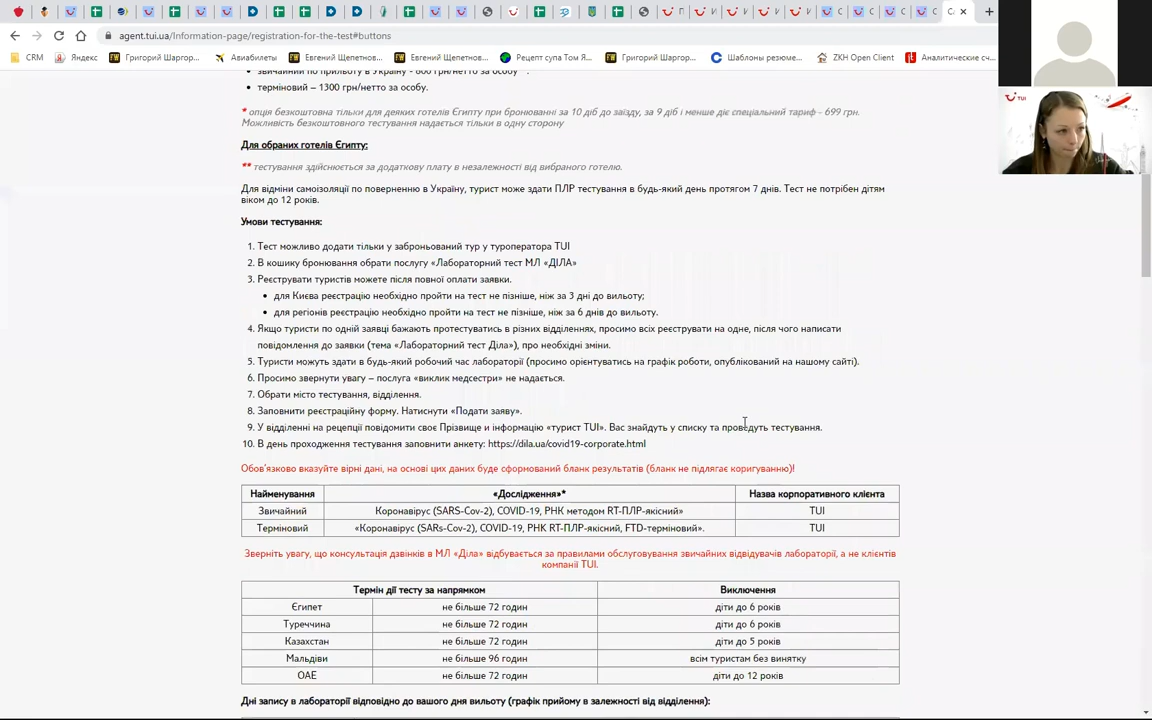 agent.tui.ua/Information-page/registration-for-the-test#buttons
CRM
Яндекс
Григорий Шаргор...
Авиабилеты
Евгений Щепетнов...
Евгений Щепетнов...
Рецепт супа Том Я...
Григорий Шаргор...
Шаблоны резюме...
ZKH Open Client
Аналитические сч...
TUI
звичайний по прильоту в Україну - 600 грн/нетто за особу **.
терміновий – 1300 грн/нетто за особу.
* опція безкоштовна тільки для деяких готелів Єгипту при бронюванні за 10 діб до заїзду, за 9 діб і менше діє спеціальний тариф - 699 грн.
Можливість безкоштовного тестування надається тільки в одну сторону
Для обраних готелів Єгипту:
** тестування здійснюється за додаткову плату в незалежності від вибраного готелю.
Для відміни самоізоляції по поверненню в Україну, турист може здати ПЛР тестування в будь-який день протягом 7 днів. Тест не потрібен дітям
віком до 12 років.
Умови тестування:
1. Тест можливо додати тільки у заброньований тур у туроператора TUI
2. В кошику бронювання обрати послугу «Лабораторний тест МЛ «ДІЛА»
3. Реєструвати туристів можете після повної оплати заявки.
для Києва реєстрацію необхідно пройти на тест не пізніше, ніж за 3 дні до вильоту;
для регіонів реєстрацію необхідно пройти на тест не пізніше, ніж за 6 днів до вильоту.
4. Якщо туристи по одній заявці бажають протестуватись в різних відділеннях, просимо всіх реєструвати на одне, після чого написати
повідомлення до заявки (тема «Лабораторний тест Діла»), про необхідні зміни.
5. Туристи можуть здати в будь-який робочий час лабораторії (просимо орієнтуватись на графік роботи, опублікований на нашому сайті).
6. Просимо звернути увагу – послуга «виклик медсестри» не надається.
7. Обрати місто тестування, відділення.
8. Заповнити реєстраційну форму. Натиснути «Подати заяву».
9. У відділенні на рецепції повідомити своє Прізвище и інформацію «турист TUI». Вас знайдуть у списку та проведуть тестування.
10. В день проходження тестування заповнити анкету: https://dila.ua/covid19-corporate.html
Обов'язково вказуйте вірні дані, на основі цих даних буде сформований бланк результатів (бланк не підлягає коригуванню)!
Найменування «Дослідження»* Назва корпоративного клієнта
Звичайний Коронавірус (SARS-Cov-2), COVID-19, РНК методом RT-ПЛР-якісний» TUI
Терміновий «Коронавірус (SARs-Cov-2), COVID-19, РНК RT-ПЛР-якісний, FTD-терміновий». TUI
Зверніть увагу, що консультація дзвінків в МЛ «Діла» відбувається за правилами обслуговування звичайних відвідувачів лабораторії, а не клієнтів
компанії TUI.
Термін дії тесту за напрямком Виключення
Єгипет не більше 72 годин діти до 6 років
Туреччина не більше 72 годин діти до 6 років
Казахстан не більше 72 годин діти до 5 років
Мальдіви не більше 96 годин всім туристам без винятку
ОАЕ не більше 72 годин діти до 12 років
Дні запису в лабораторії відповідно до вашого дня вильоту (графік прийому в залежності від відділення):